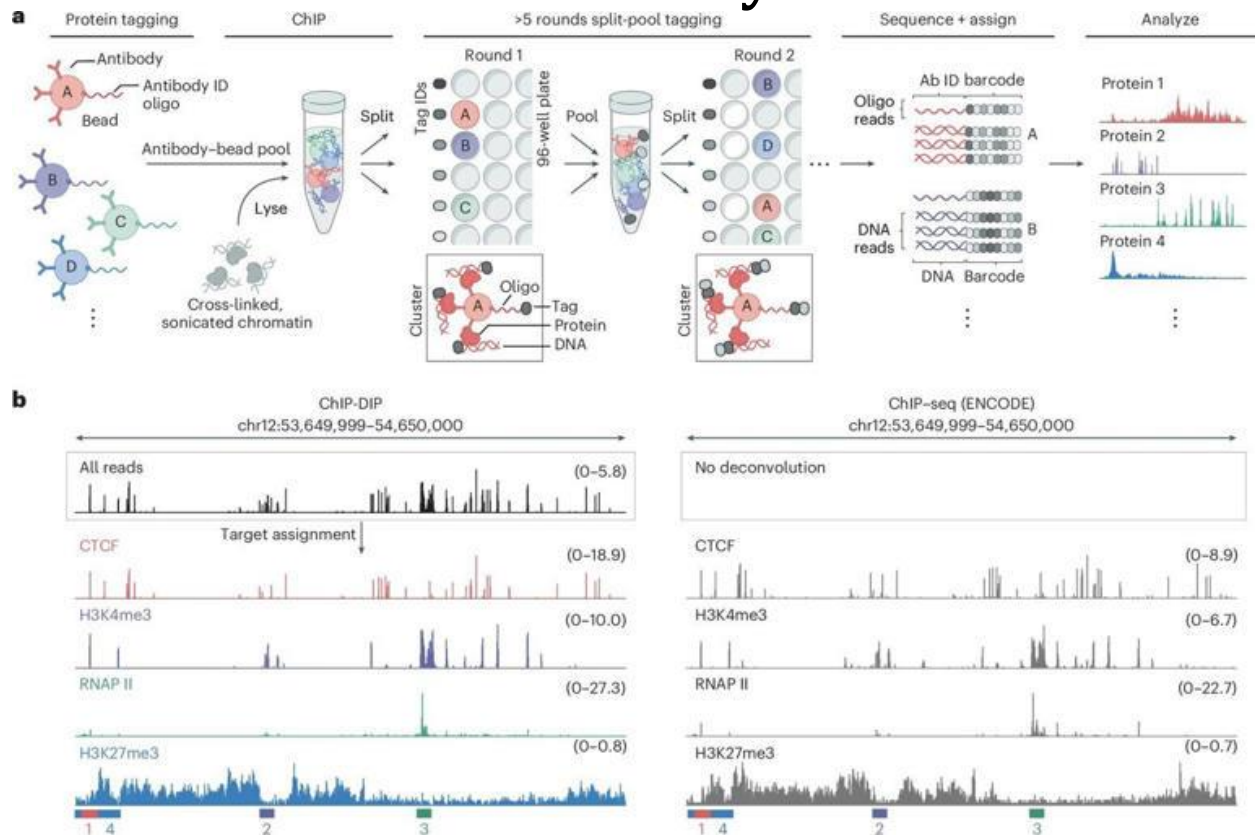 y
a
Protein tagging
ChIP
>5 rounds split-pool tagging
Sequence + assign
Analyze
Antibody
Antibody ID
oligo
A
Bead
B
C
D
⋮
Antibody–bead pool
Lyse
Cross-linked,
sonicated chromatin
Split
Round 1
Tag IDs
A
B
C
96-well plate
Pool
Split
Round 2
B
D
A
C
...
Cluster
A
Oligo
Tag
Protein
DNA
Cluster
A
Ab ID barcode
Oligo
reads
A
DNA
reads
B
DNA Barcode
⋮
Protein 1
Protein 2
Protein 3
Protein 4
⋮
b
ChIP-DIP
chr12:53,649,999–54,650,000
All reads
(0–5.8)
Target assignment
CTCF
(0–18.9)
H3K4me3
(0–10.0)
RNAP II
(0–27.3)
H3K27me3
(0–0.8)
1 4 2 3
ChIP–seq (ENCODE)
chr12:53,649,999–54,650,000
No deconvolution
CTCF
(0–8.9)
H3K4me3
(0–6.7)
RNAP II
(0–22.7)
H3K27me3
(0–0.7)
1 4 2 3